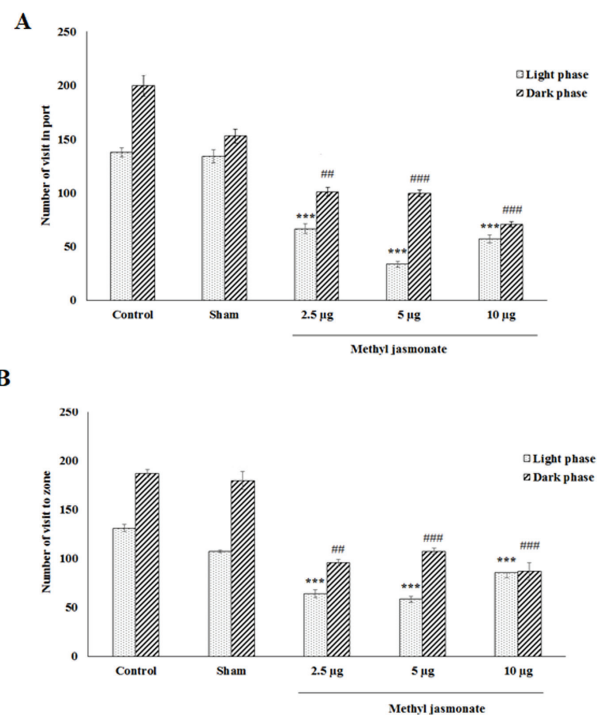 A
250
200
150
100
50
0
Number of visit in port
Light phase
Dark phase
***
##
***
###
***
###
Control Sham 2.5 µg 5 µg 10 µg
Methyl jasmonate
B
250
200
150
100
50
0
Number of visit to zone
Light phase
Dark phase
***
##
***
###
***
###
Control Sham 2.5 µg 5 µg 10 µg
Methyl jasmonate